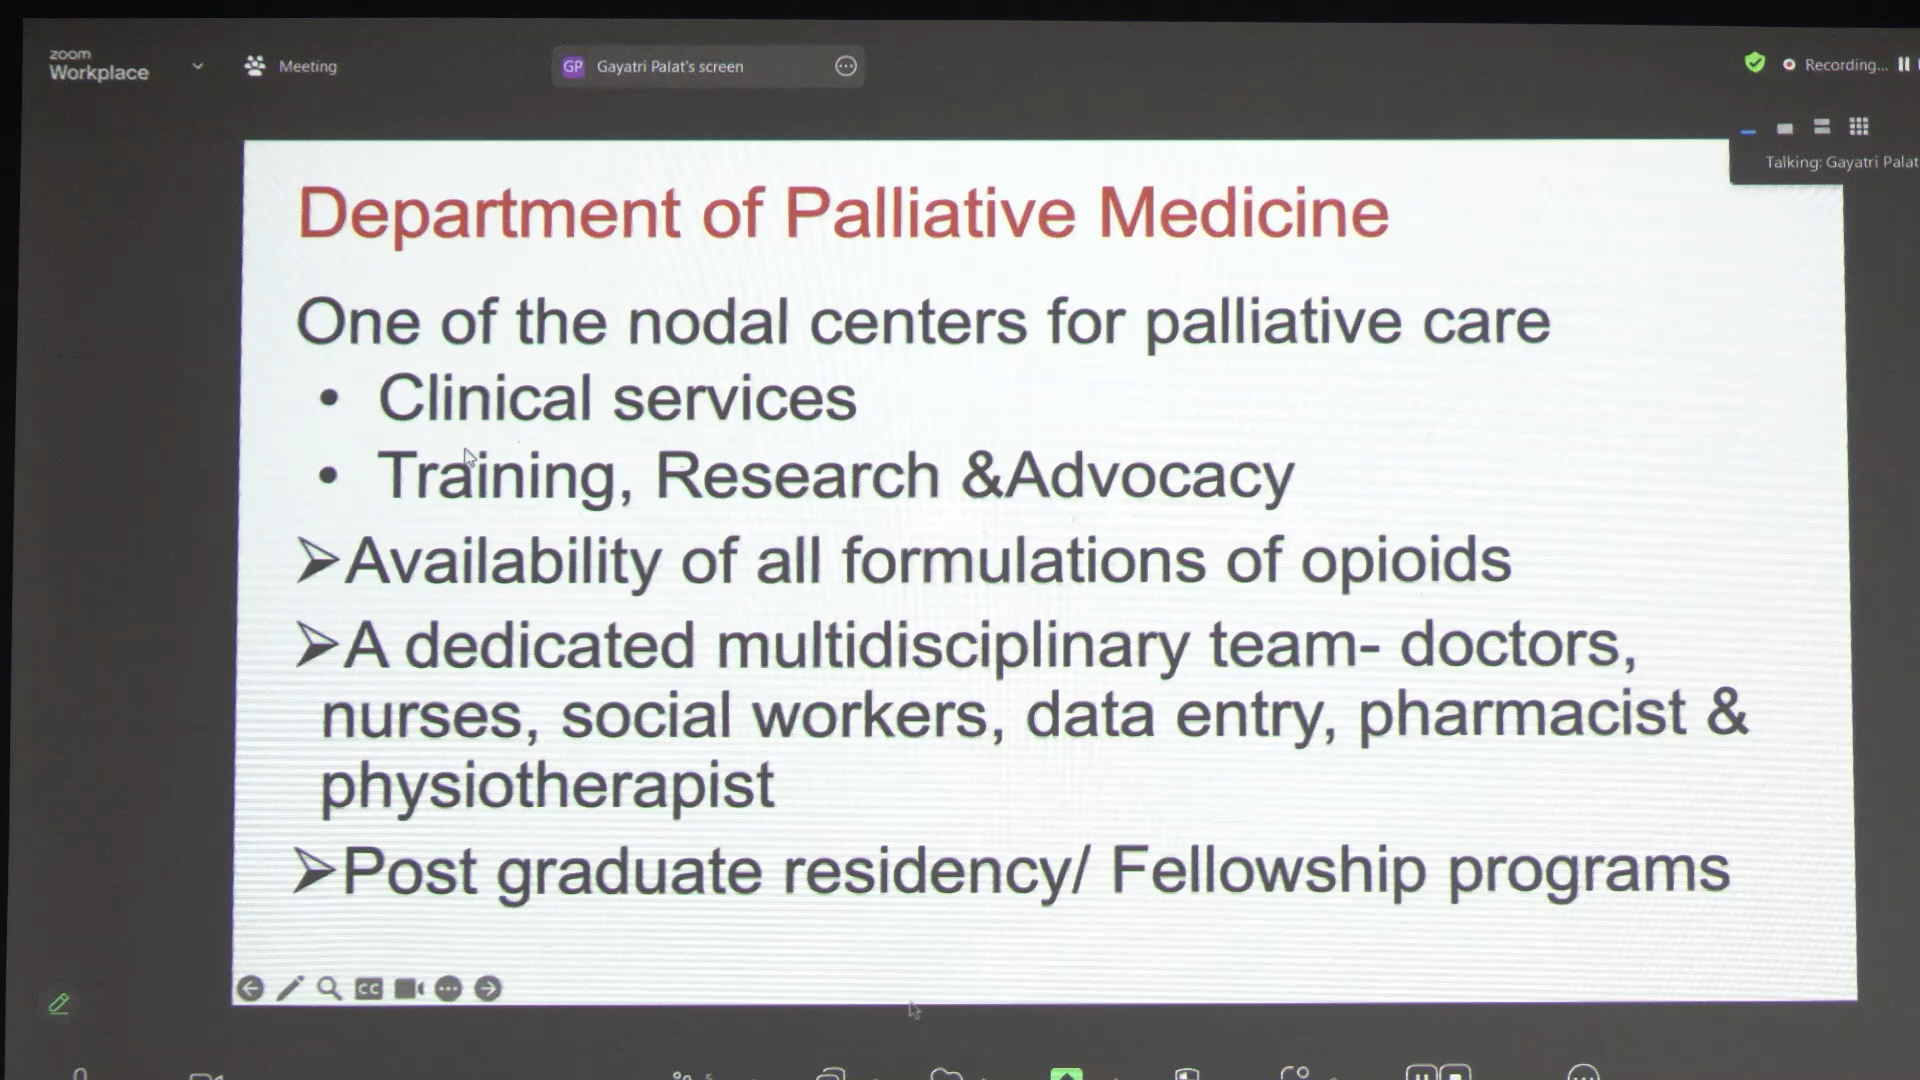 zoom
Workplace
Meeting
GP Gayatri Palat's screen
Recording...
Talking: Gayatri Palat
Department of Palliative Medicine
One of the nodal centers for palliative care
• Clinical services
• Training, Research &Advocacy
➢Availability of all formulations of opioids
➢A dedicated multidisciplinary team- doctors,
nurses, social workers, data entry, pharmacist &
physiotherapist
➢Post graduate residency/ Fellowship programs
CC
5